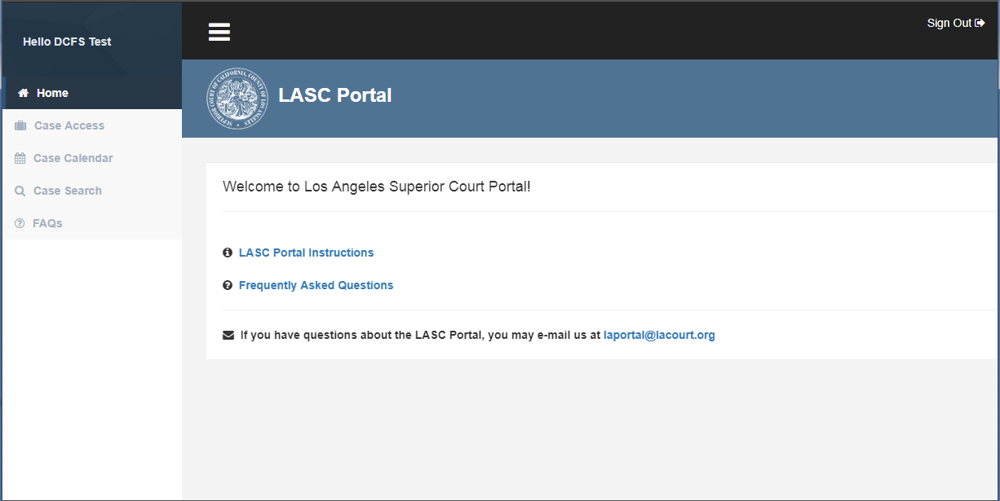 Hello DCFS Test
Sign Out
Home
Case Access
Case Calendar
Case Search
FAQs
SUPERIOR COURT OF CALIFORNIA, COUNTY OF LOS ANGELES
LASC Portal
Welcome to Los Angeles Superior Court Portal!
LASC Portal Instructions
Frequently Asked Questions
If you have questions about the LASC Portal, you may e-mail us at laportal@lacourt.org